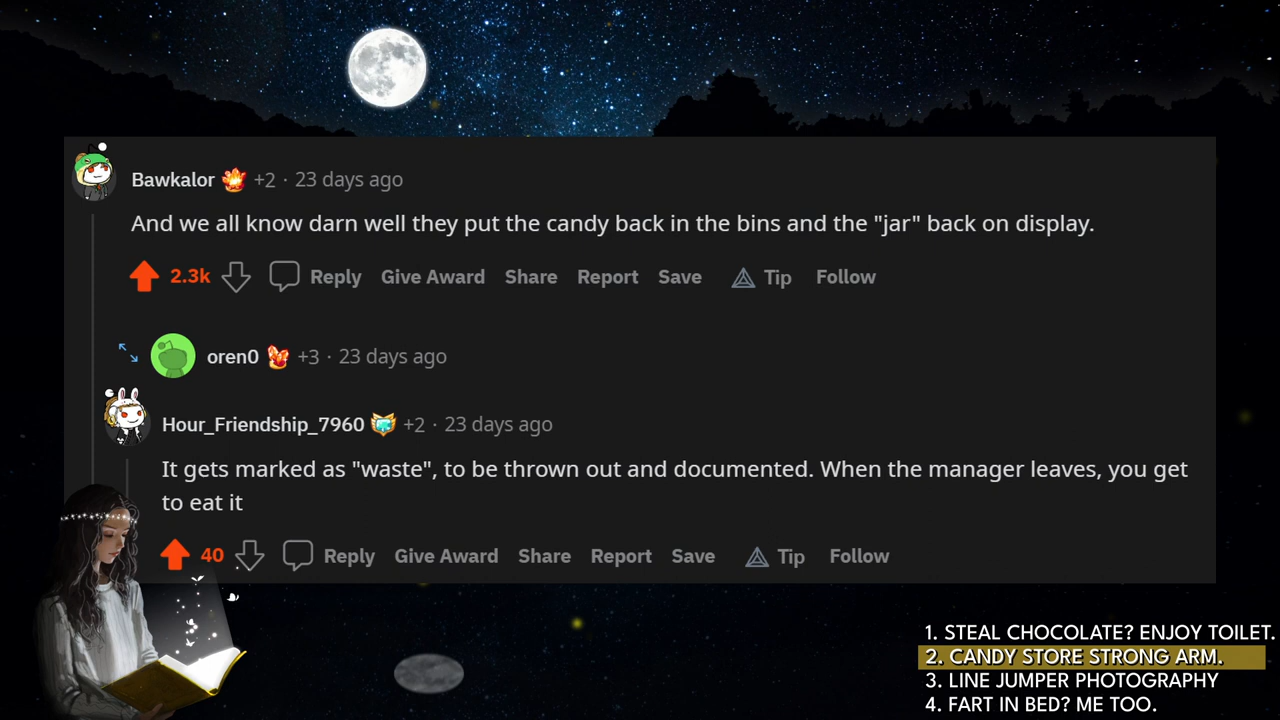 Bawkalor +2 · 23 days ago
And we all know darn well they put the candy back in the bins and the "jar" back on display.
2.3k Reply Give Award Share Report Save Tip Follow
oren0 +3 · 23 days ago
Hour_Friendship_7960 +2 · 23 days ago
It gets marked as "waste", to be thrown out and documented. When the manager leaves, you get
to eat it
40 Reply Give Award Share Report Save Tip Follow
1. STEAL CHOCOLATE? ENJOY TOILET.
2. CANDY STORE STRONG ARM.
3. LINE JUMPER PHOTOGRAPHY
4. FART IN BED? ME TOO.